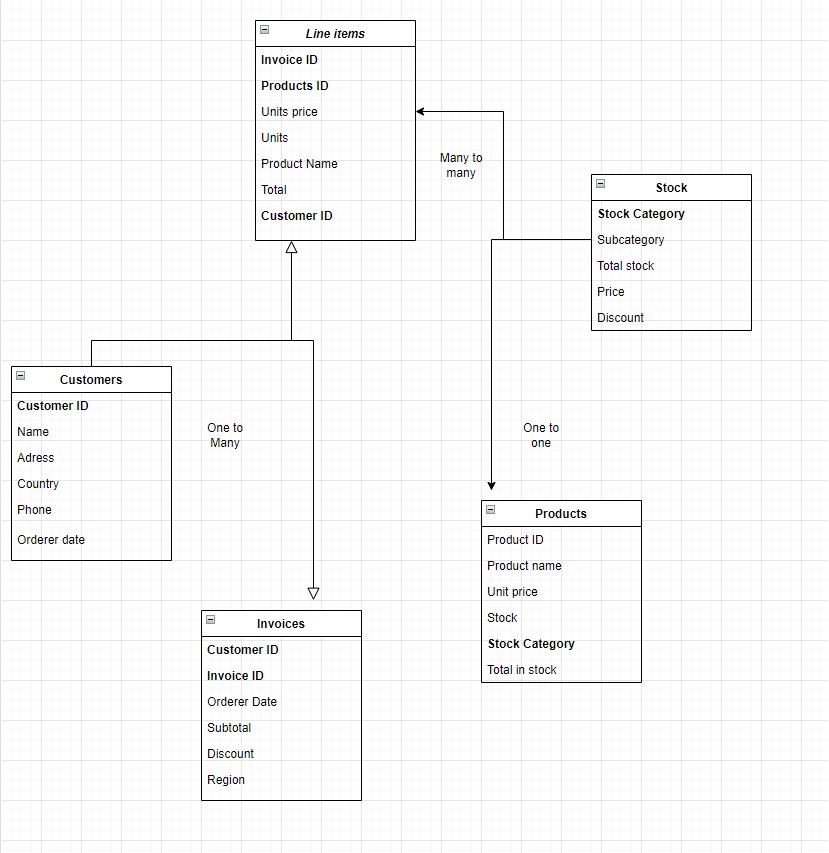 Line items
Invoice ID
Products ID
Units price
Units
Product Name
Total
Customer ID
Many to
many
Stock
Stock Category
Subcategory
Total stock
Price
Discount
Customers
Customer ID
Name
Adress
Country
Phone
Orderer date
One to
Many
One to
one
Products
Product ID
Product name
Unit price
Stock
Stock Category
Total in stock
Invoices
Customer ID
Invoice ID
Orderer Date
Subtotal
Discount
Region